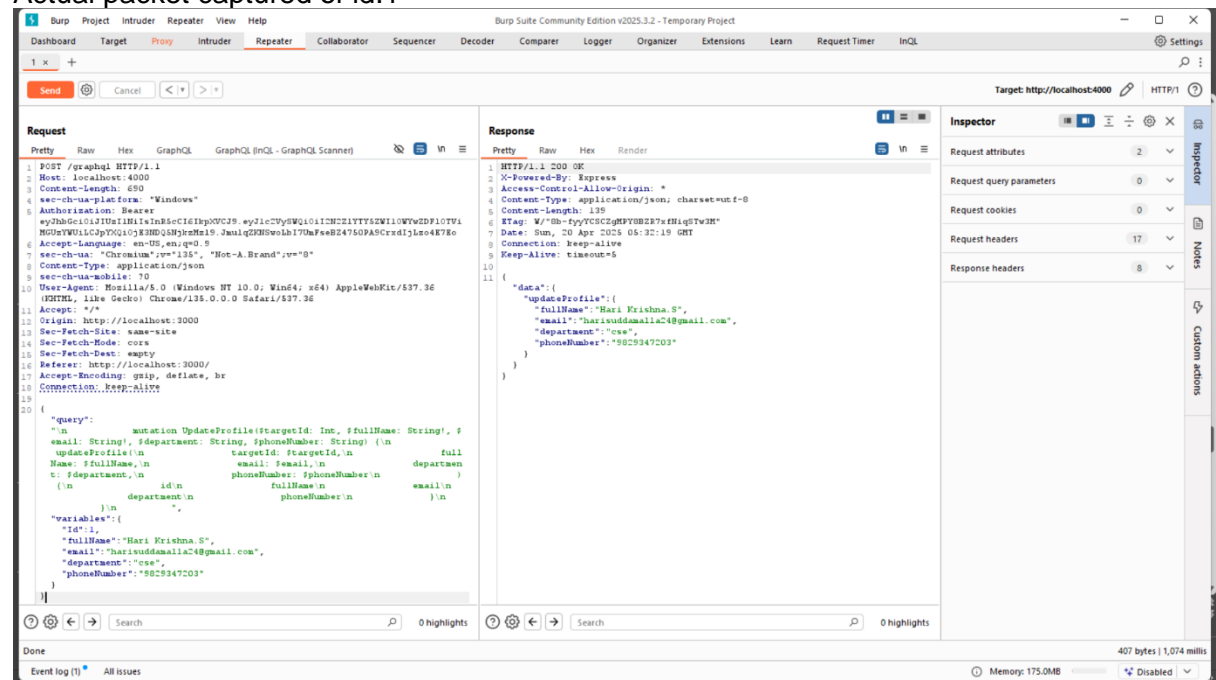 Burp Project Intruder Repeater View Help Burp Suite Community Edition v2025.3.2 - Temporary Project
Dashboard Target Proxy Intruder Repeater Collaborator Sequencer Decoder Comparer Logger Organizer Extensions Learn Request Timer InQL Settings
1 × +
Send Cancel Target: http://localhost:4000 HTTP/1
Request
Pretty Raw Hex GraphQL GraphQL (InQL - GraphQL Scanner) \n
1 POST /graphql HTTP/1.1
2 Host: localhost:4000
3 Content-Length: 690
4 sec-ch-ua-platform: "Windows"
5 Authorization: Bearer
6 Accept-Language: en-US,en;q=0.9
7 sec-ch-ua: "Chromium";v="135", "Not-A.Brand";v="8"
8 Content-Type: application/json
9 sec-ch-ua-mobile: ?0
10 User-Agent: Mozilla/5.0 (Windows NT 10.0; Win64; x64) AppleWebKit/537.36
(KHTML, like Gecko) Chrome/135.0.0.0 Safari/537.36
11 Accept: */*
12 Origin: http://localhost:3000
13 Sec-Fetch-Site: same-site
14 Sec-Fetch-Mode: cors
15 Sec-Fetch-Dest: empty
16 Referer: http://localhost:3000/
17 Accept-Encoding: gzip, deflate, br
18 Connection: keep-alive
19
20 {
"query":
"\n mutation UpdateProfile($targetId: Int, $fullName: String!, $
email: String!, $department: String, $phoneNumber: String) {\n
updateProfile(\n targetId: $targetId,\n full
Name: $fullName,\n email: $email,\n departmen
t: $department,\n phoneNumber: $phoneNumber\n )
{\n id\n fullName\n email\n
department\n phoneNumber\n }\n
}\n ",
"variables":{
"Id":1,
"fullName":"Hari Krishna.S",
"email":"harisuddamalla24@gmail.com",
"department":"cse",
"phoneNumber":"9829347203"
}
}
Response
Pretty Raw Hex Render \n
1 HTTP/1.1 200 OK
2 X-Powered-By: Express
3 Access-Control-Allow-Origin: *
4 Content-Type: application/json; charset=utf-8
5 Content-Length: 139
6 ETag:
7 Date: Sun, 20 Apr 2025 05:32:19 GMT
8 Connection: keep-alive
9 Keep-Alive: timeout=5
10
11 {
"data":{
"updateProfile":{
"fullName":"Hari Krishna.S",
"email":"harisuddamalla24@gmail.com",
"department":"cse",
"phoneNumber":"9829347203"
}
}
}
Inspector
Request attributes 2
Request query parameters 0
Request cookies 0
Request headers 17
Response headers 8
Inspector
Notes
Custom actions
Search 0 highlights
Search 0 highlights
Done 407 bytes | 1,074 millis
Event log (1) All issues Memory: 175.0MB Disabled